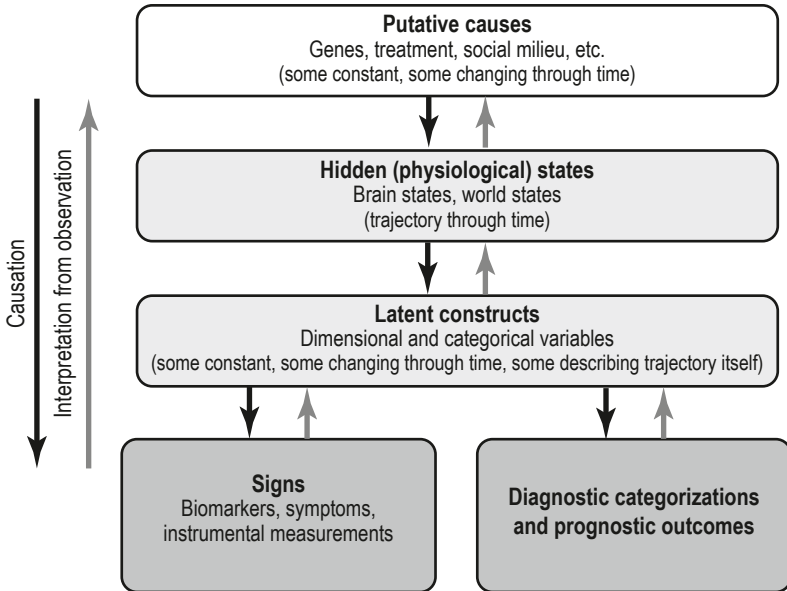 Putative causes
Genes, treatment, social milieu, etc.
(some constant, some changing through time)
Causation
Interpretation from observation
Hidden (physiological) states
Brain states, world states
(trajectory through time)
Latent constructs
Dimensional and categorical variables
(some constant, some changing through time, some describing trajectory itself)
Signs
Biomarkers, symptoms,
instrumental measurements
Diagnostic categorizations
and prognostic outcomes